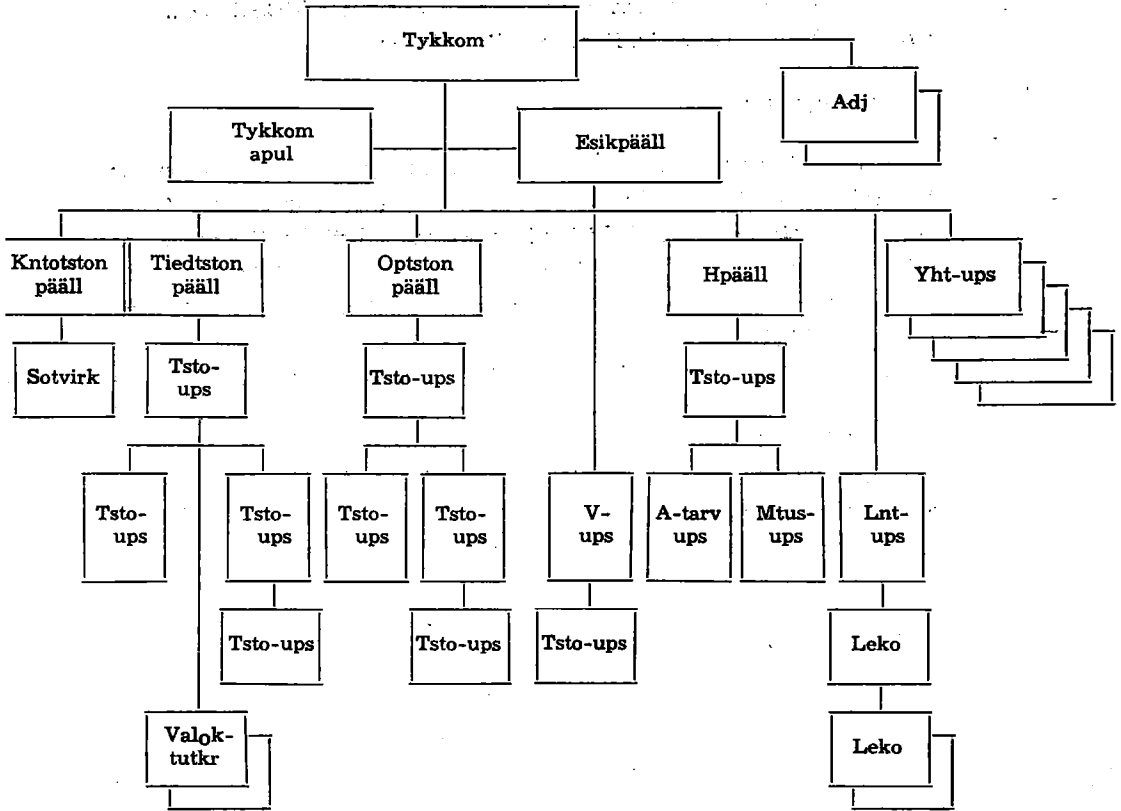 Tykkom
Adj
Tykkom
apul
Esikpääll
Kntotston
pääll
Tiedtston
pääll
Optston
pääll
Hpääll
Yht-ups
Sotvirk
Tsto-
ups
Tsto-ups
Tsto-ups
Tsto-
ups
Tsto-
ups
Tsto-
ups
Tsto-
ups
V-
ups
A-tarv
ups
Mtus-
ups
Lnt-
ups
Tsto-ups
Tsto-ups
Tsto-ups
Leko
Valok-
tutkr
Leko